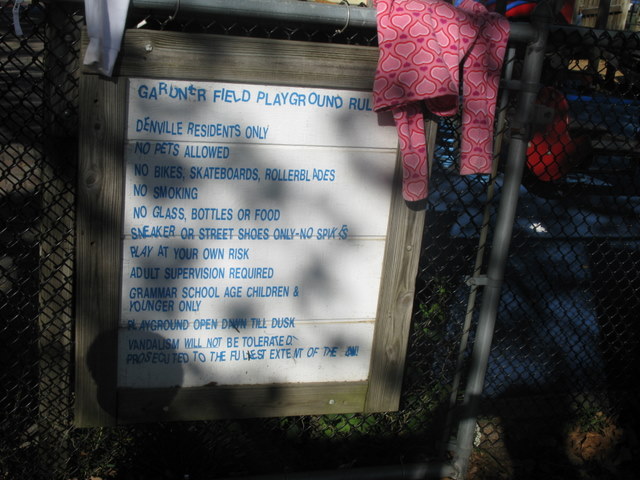 GARDNER FIELD PLAYGROUND RUL
DENVILLE RESIDENTS ONLY
NO PETS ALLOWED
NO BIKES, SKATEBOARDS, ROLLERBLADES
NO SMOKING
NO GLASS, BOTTLES OR FOOD
SNEAKER OR STREET SHOES ONLY-NO SPIKES
PLAY AT YOUR OWN RISK
ADULT SUPERVISION REQUIRED
GRAMMAR SCHOOL AGE CHILDREN &
YOUNGER ONLY
PLAYGROUND OPEN DAWN TILL DUSK
VANDALISM WILL NOT BE TOLERATED-
PROSECUTED TO THE FULLEST EXTENT OF THE LAW!